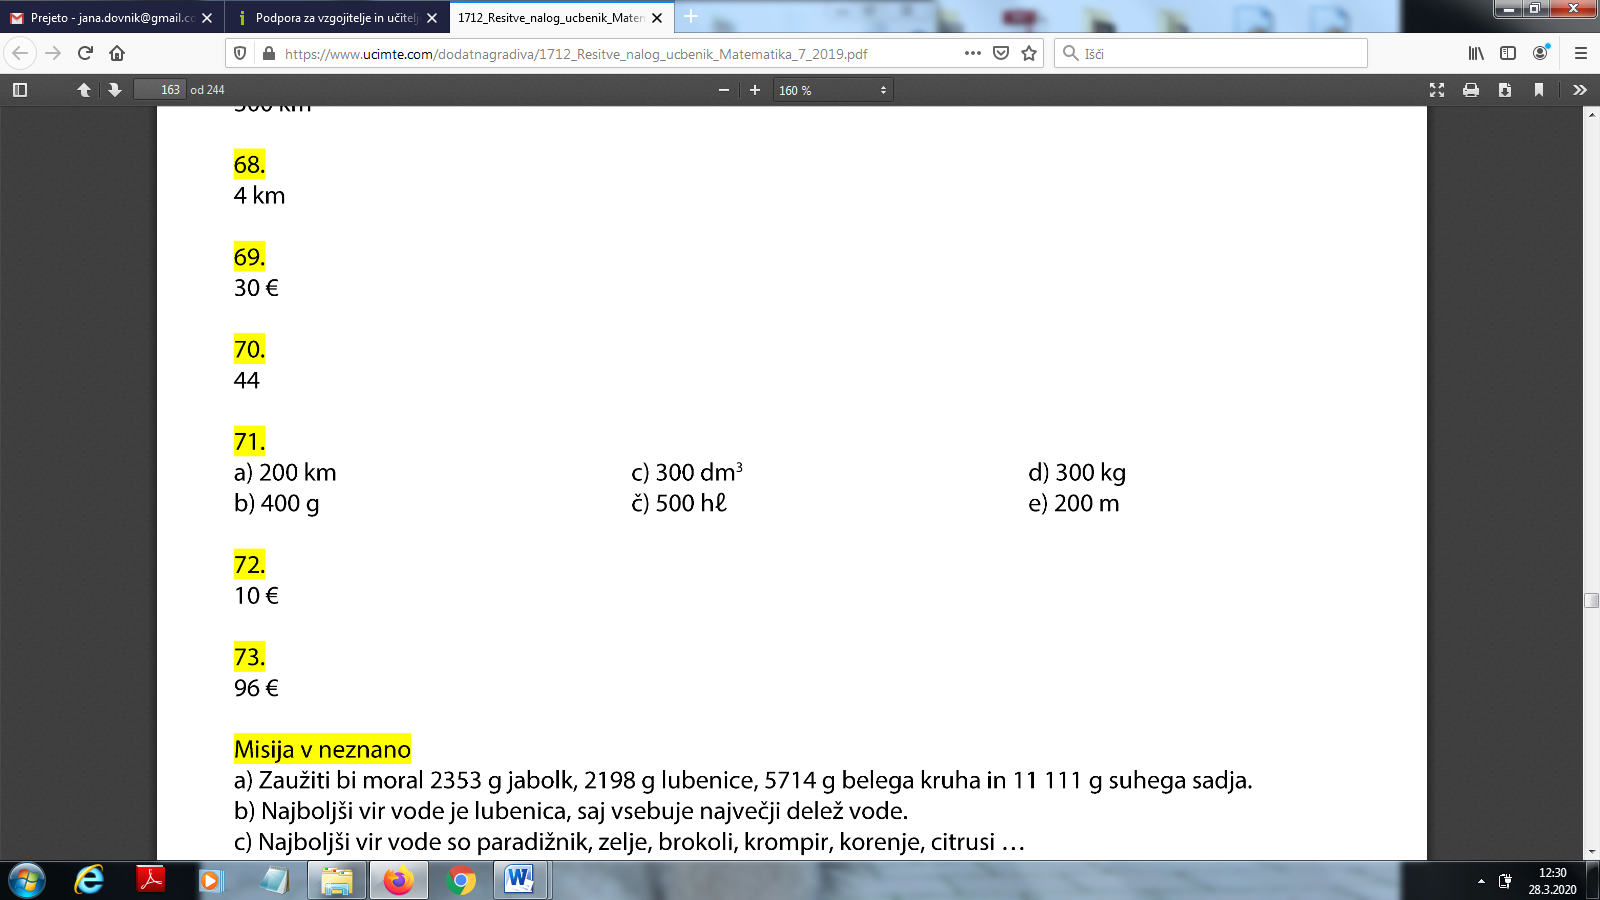 Prejeto - jana.dovnik@gmail.c
Podpora za vzgojitelje in učitelj
1712_Resitve_nalog_ucbenik_Matem
https://www.ucimte.com/dodatnagradiva/1712_Resitve_nalog_ucbenik_Matematika_7_2019.pdf
Išči
163 od 244
160 %
300 km
68.
4 km
69.
30 €
70.
44
71.
a) 200 km c) 300 dm³ d) 300 kg
b) 400 g č) 500 hℓ e) 200 m
72.
10 €
73.
96 €
Misija v neznano
a) Zaužiti bi moral 2353 g jabolk, 2198 g lubenice, 5714 g belega kruha in 11 111 g suhega sadja.
b) Najboljši vir vode je lubenica, saj vsebuje največji delež vode.
c) Najboljši vir vode so paradižnik, zelje, brokoli, krompir, korenje, citrusi …
12:30
28.3.2020